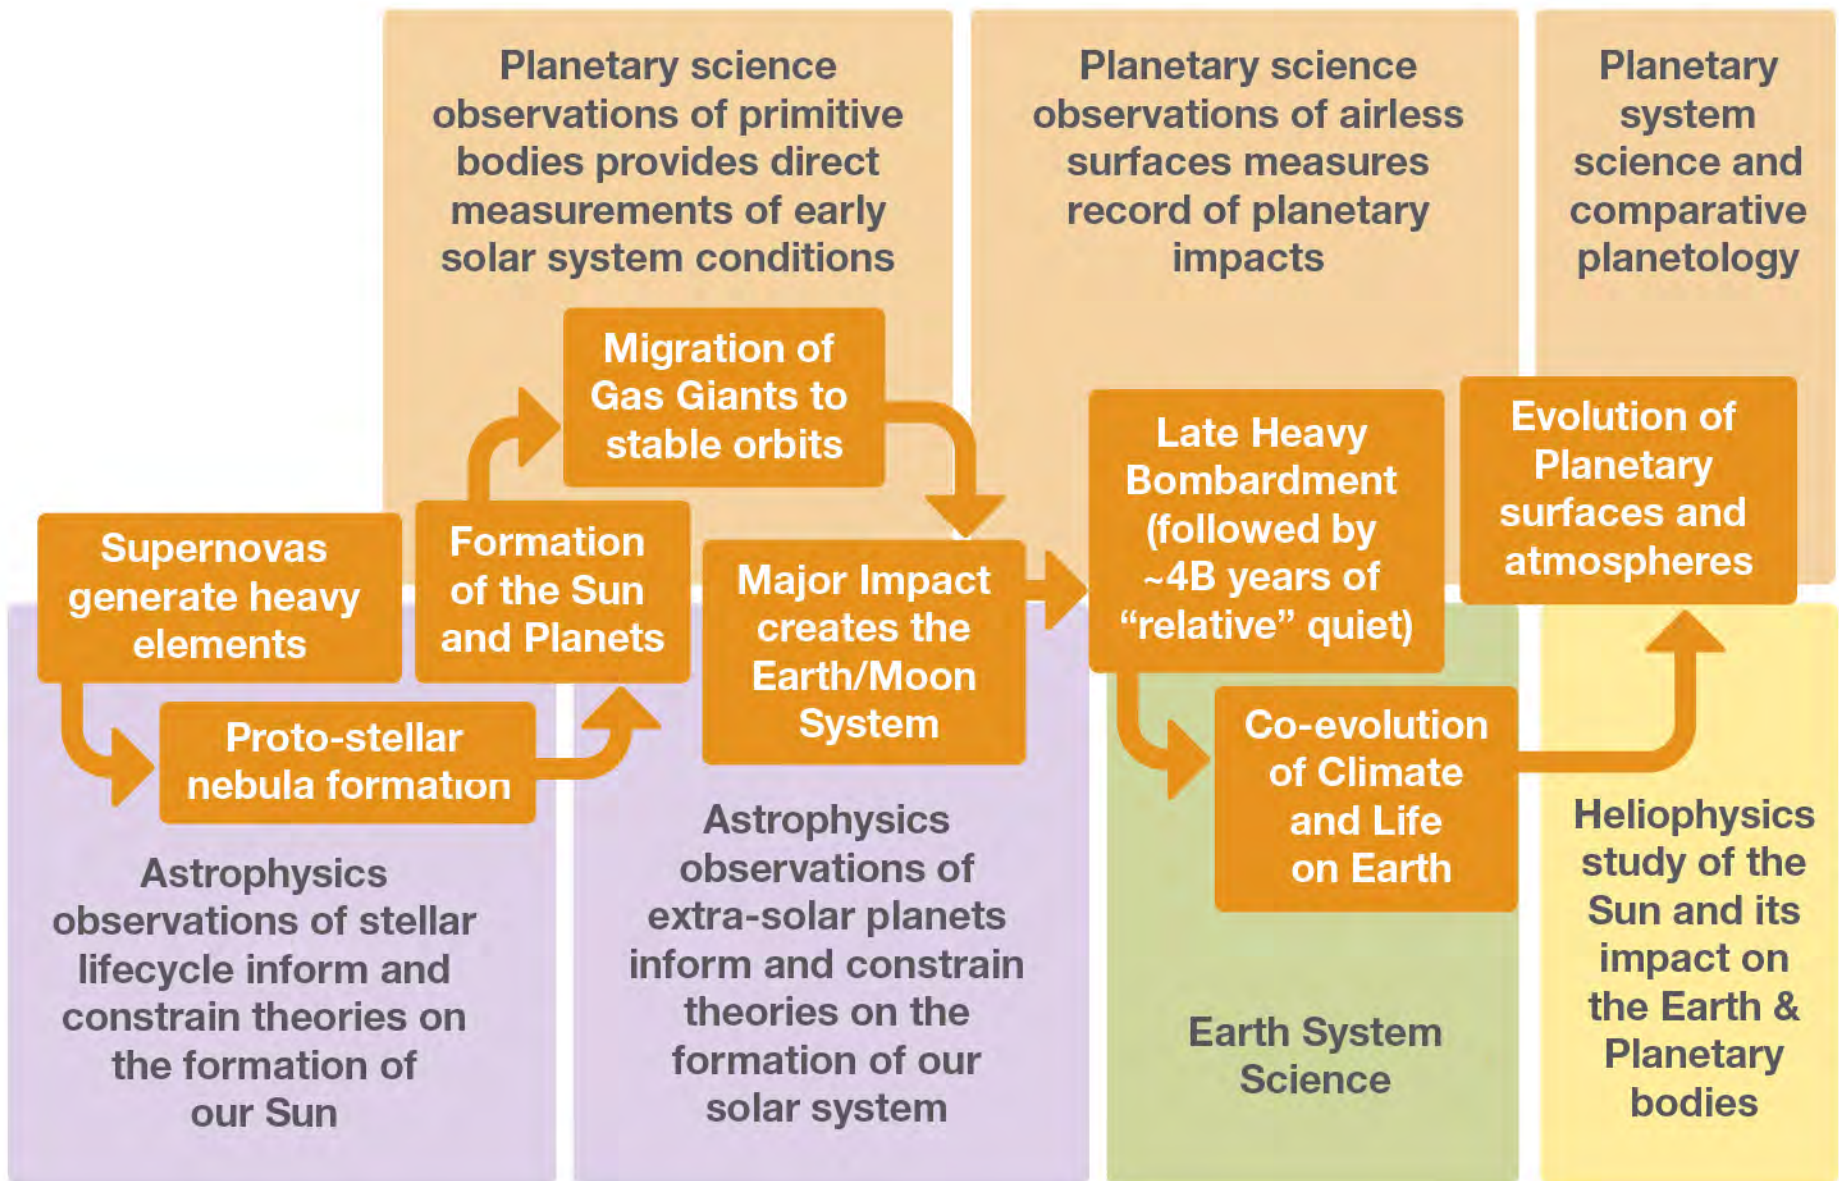 Planetary science
observations of primitive
bodies provides direct
measurements of early
solar system conditions
Planetary science
observations of airless
surfaces measures
record of planetary
impacts
Planetary
system
science and
comparative
planetology
Supernovas
generate heavy
elements
Proto-stellar
nebula formation
Formation
of the Sun
and Planets
Migration of
Gas Giants to
stable orbits
Major Impact
creates the
Earth/Moon
System
Late Heavy
Bombardment
(followed by
~4B years of
“relative” quiet)
Co-evolution
of Climate
and Life
on Earth
Evolution of
Planetary
surfaces and
atmospheres
Astrophysics
observations of stellar
lifecycle inform and
constrain theories on
the formation of
our Sun
Astrophysics
observations of
extra-solar planets
inform and constrain
theories on the
formation of our
solar system
Earth System
Science
Heliophysics
study of the
Sun and its
impact on
the Earth &
Planetary
bodies